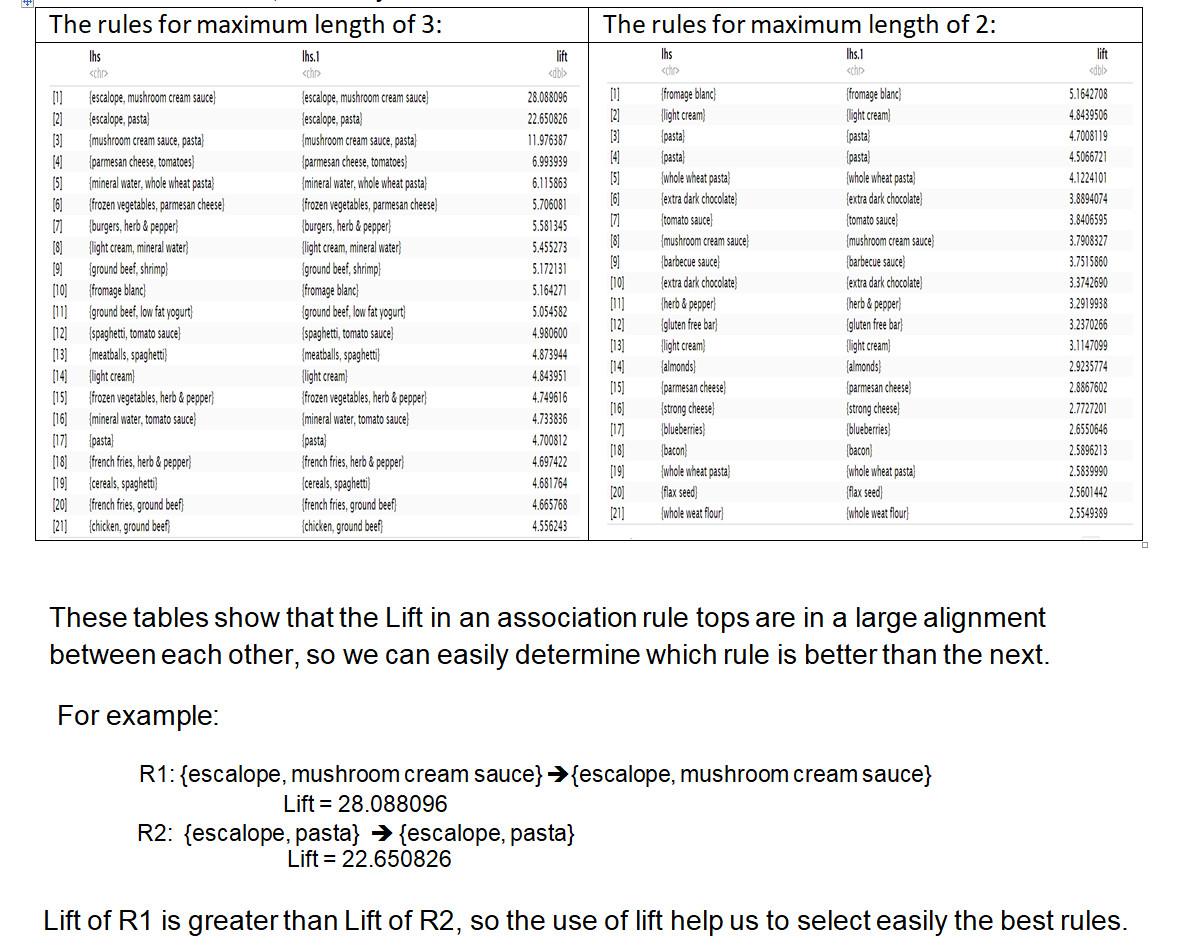 The rules for maximum length of 3:
lhs lhs.1 lift
<chr> <chr> <dbl>
[1] {escalope, mushroom cream sauce} {escalope, mushroom cream sauce} 28.088096
[2] {escalope, pasta} {escalope, pasta} 22.650826
[3] {mushroom cream sauce, pasta} {mushroom cream sauce, pasta} 11.976387
[4] {parmesan cheese, tomatoes} {parmesan cheese, tomatoes} 6.993939
[5] {mineral water, whole wheat pasta} {mineral water, whole wheat pasta} 6.115863
[6] {frozen vegetables, parmesan cheese} {frozen vegetables, parmesan cheese} 5.706081
[7] {burgers, herb & pepper} {burgers, herb & pepper} 5.581345
[8] {light cream, mineral water} {light cream, mineral water} 5.455273
[9] {ground beef, shrimp} {ground beef, shrimp} 5.172131
[10] {fromage blanc} {fromage blanc} 5.164271
[11] {ground beef, low fat yogurt} {ground beef, low fat yogurt} 5.054582
[12] {spaghetti, tomato sauce} {spaghetti, tomato sauce} 4.980600
[13] {meatballs, spaghetti} {meatballs, spaghetti} 4.873944
[14] {light cream} {light cream} 4.843951
[15] {frozen vegetables, herb & pepper} {frozen vegetables, herb & pepper} 4.749616
[16] {mineral water, tomato sauce} {mineral water, tomato sauce} 4.733836
[17] {pasta} {pasta} 4.700812
[18] {french fries, herb & pepper} {french fries, herb & pepper} 4.697422
[19] {cereals, spaghetti} {cereals, spaghetti} 4.681764
[20] {french fries, ground beef} {french fries, ground beef} 4.665768
[21] {chicken, ground beef} {chicken, ground beef} 4.556243
The rules for maximum length of 2:
lhs lhs.1 lift
<chr> <chr> <dbl>
[1] {fromage blanc} {fromage blanc} 5.1642708
[2] {light cream} {light cream} 4.8439506
[3] {pasta} {pasta} 4.7008119
[4] {pasta} {pasta} 4.5066721
[5] {whole wheat pasta} {whole wheat pasta} 4.1224101
[6] {extra dark chocolate} {extra dark chocolate} 3.8894074
[7] {tomato sauce} {tomato sauce} 3.8406595
[8] {mushroom cream sauce} {mushroom cream sauce} 3.7908327
[9] {barbecue sauce} {barbecue sauce} 3.7515860
[10] {extra dark chocolate} {extra dark chocolate} 3.3742690
[11] {herb & pepper} {herb & pepper} 3.2919938
[12] {gluten free bar} {gluten free bar} 3.2370266
[13] {light cream} {light cream} 3.1147099
[14] {almonds} {almonds} 2.9235774
[15] {parmesan cheese} {parmesan cheese} 2.8867602
[16] {strong cheese} {strong cheese} 2.7727201
[17] {blueberries} {blueberries} 2.6550646
[18] {bacon} {bacon} 2.5896213
[19] {whole wheat pasta} {whole wheat pasta} 2.5839990
[20] {flax seed} {flax seed} 2.5601442
[21] {whole weat flour} {whole weat flour} 2.5549389
These tables show that the Lift in an association rule tops are in a large alignment
between each other, so we can easily determine which rule is better than the next.
For example:
R1: {escalope, mushroom cream sauce} ➔ {escalope, mushroom cream sauce}
Lift = 28.088096
R2: {escalope, pasta} ➔ {escalope, pasta}
Lift = 22.650826
Lift of R1 is greater than Lift of R2, so the use of lift help us to select easily the best rules.